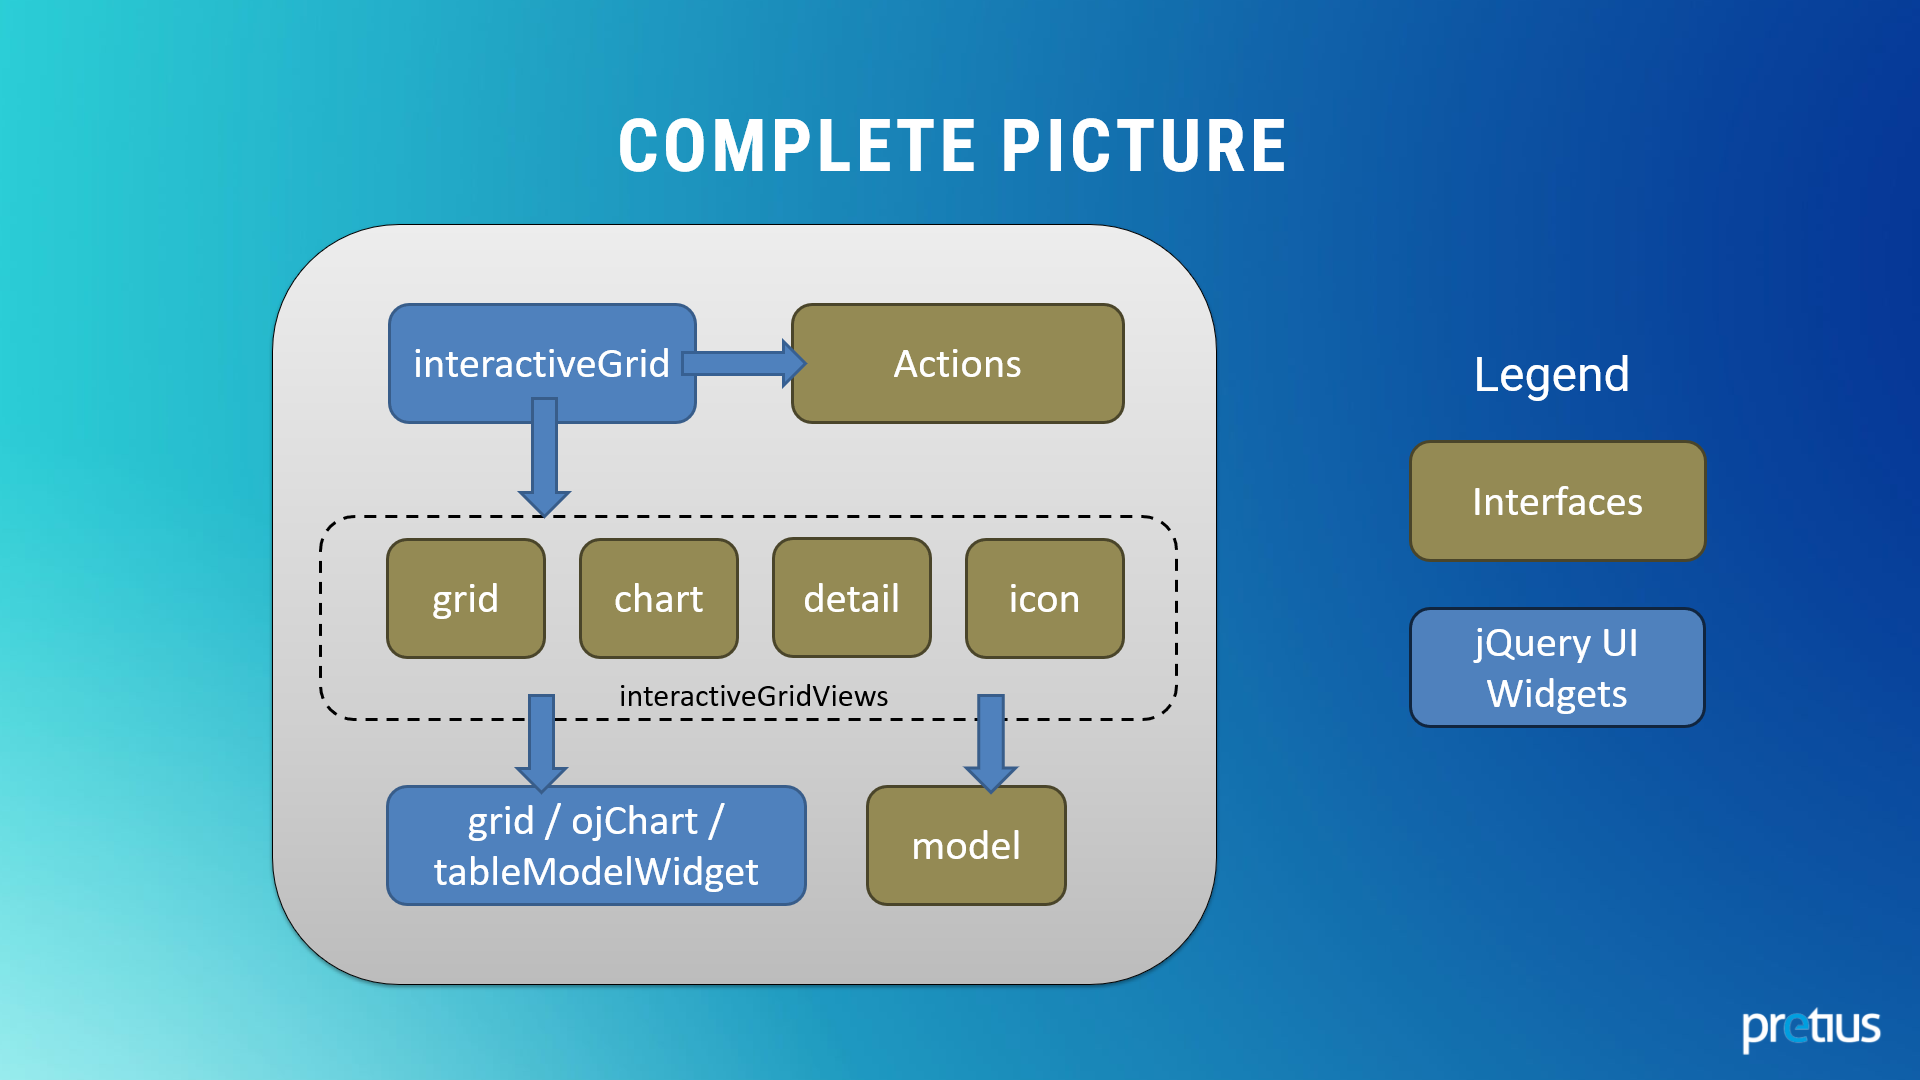 COMPLETE PICTURE
interactiveGrid
Actions
grid
chart
detail
icon
interactiveGridViews
grid / ojChart /
tableModelWidget
model
Legend
Interfaces
jQuery UI
Widgets
pretius